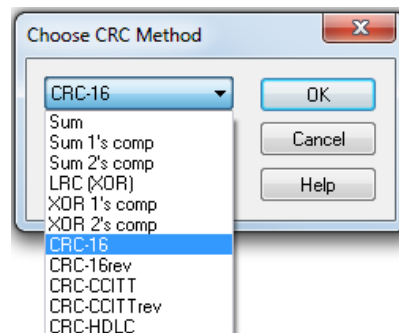 Choose CRC Method
CRC-16
OK
Sum
Sum 1's comp
Cancel
Sum 2's comp
LRC (XOR)
Help
XOR 1's comp
XOR 2's comp
CRC-16
CRC-16rev
CRC-CCITT
CRC-CCITTrev
CRC-HDLC